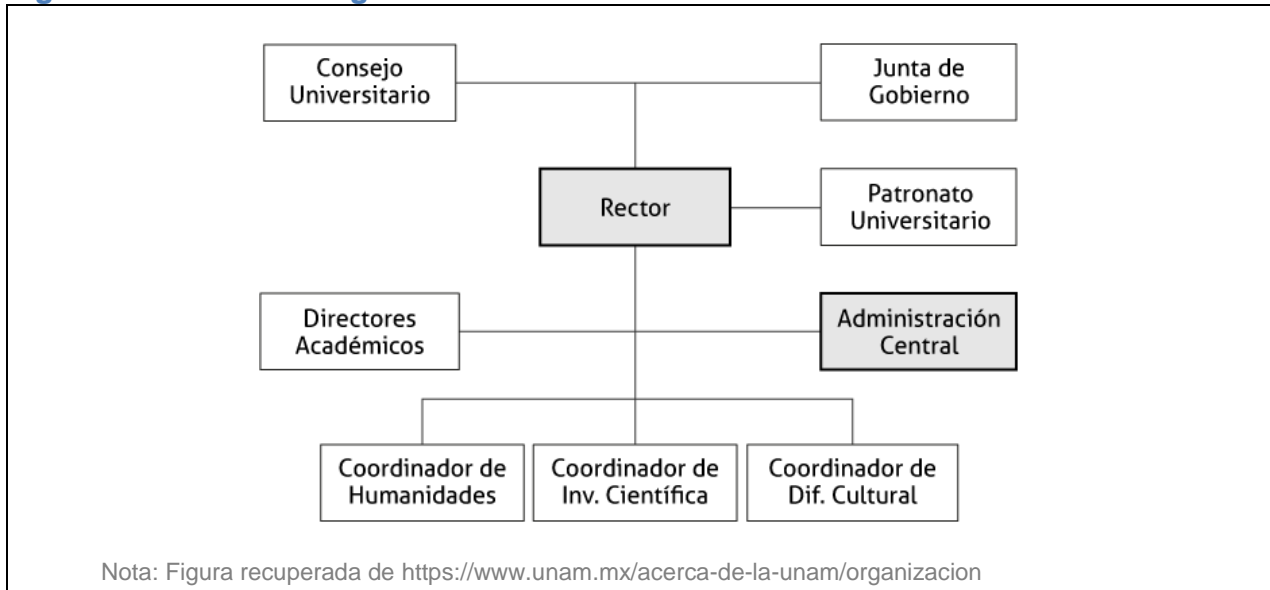 Consejo
Universitario
Junta de
Gobierno
Rector
Patronato
Universitario
Directores
Académicos
Administración
Central
Coordinador de
Humanidades
Coordinador de
Inv. Científica
Coordinador de
Dif. Cultural
Nota: Figura recuperada de https://www.unam.mx/acerca-de-la-unam/organizacion